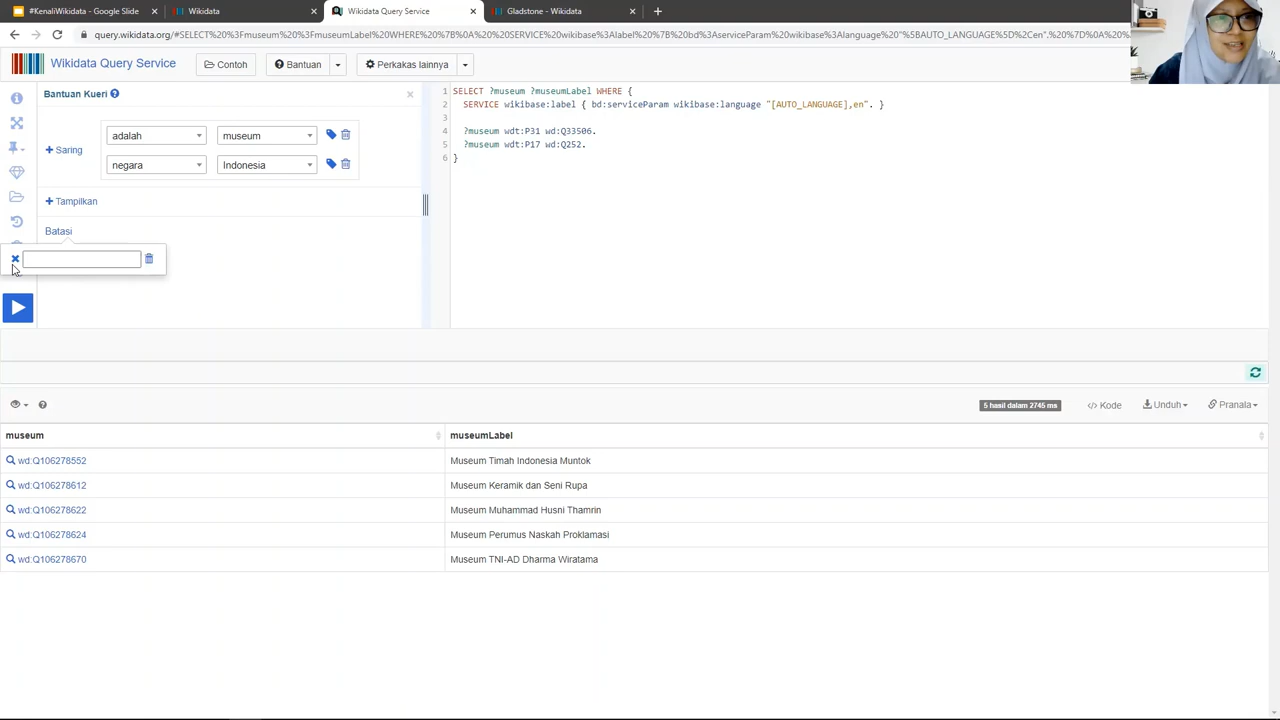 #KenaliWikidata - Google Slide
Wikidata
Wikidata Query Service
Gladstone - Wikidata
query.wikidata.org/#SELECT%20%3Fmuseum%20%3FmuseumLabel%20WHERE%20%7B%0A%20%20SERVICE%20wikibase%3Alabel%20%7B%20bd%3AserviceParam%20wikibase%3Alanguage%20"%5BAUTO_LANGUAGE%5D%2Cen".%20%7D%0A%20%
Wikidata Query Service
Contoh
Bantuan
Perkakas lainnya
Bantuan Kueri
adalah
museum
Saring
negara
Indonesia
Tampilkan
Batasi
1 SELECT ?museum ?museumLabel WHERE {
2 SERVICE wikibase:label { bd:serviceParam wikibase:language "[AUTO_LANGUAGE],en". }
3
4 ?museum wdt:P31 wd:Q33506.
5 ?museum wdt:P17 wd:Q252.
6 }
5 hasil dalam 2745 ms
</> Kode
Unduh
Pranala
museum museumLabel
wd:Q106278552 Museum Timah Indonesia Muntok
wd:Q106278612 Museum Keramik dan Seni Rupa
wd:Q106278622 Museum Muhammad Husni Thamrin
wd:Q106278624 Museum Perumus Naskah Proklamasi
wd:Q106278670 Museum TNI-AD Dharma Wiratama